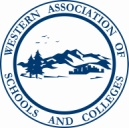 WESTERN ASSOCIATION OF
SCHOOLS AND COLLEGES